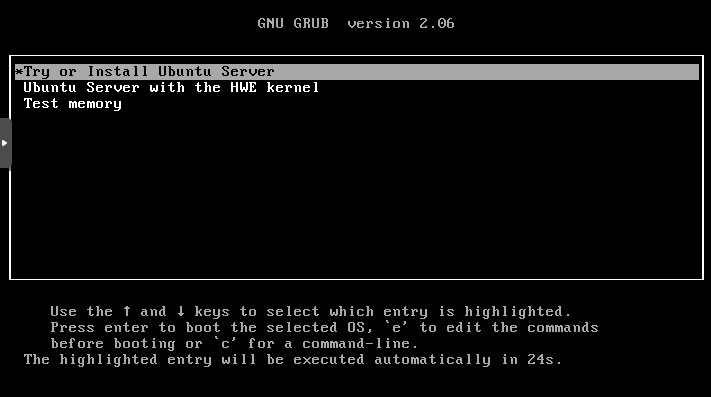 GNU GRUB  version 2.06
*Try or Install Ubuntu Server
Ubuntu Server with the HWE kernel
Test memory
Use the ↑ and ↓ keys to select which entry is highlighted.
Press enter to boot the selected OS, `e' to edit the commands
before booting or `c' for a command-line.
The highlighted entry will be executed automatically in 24s.